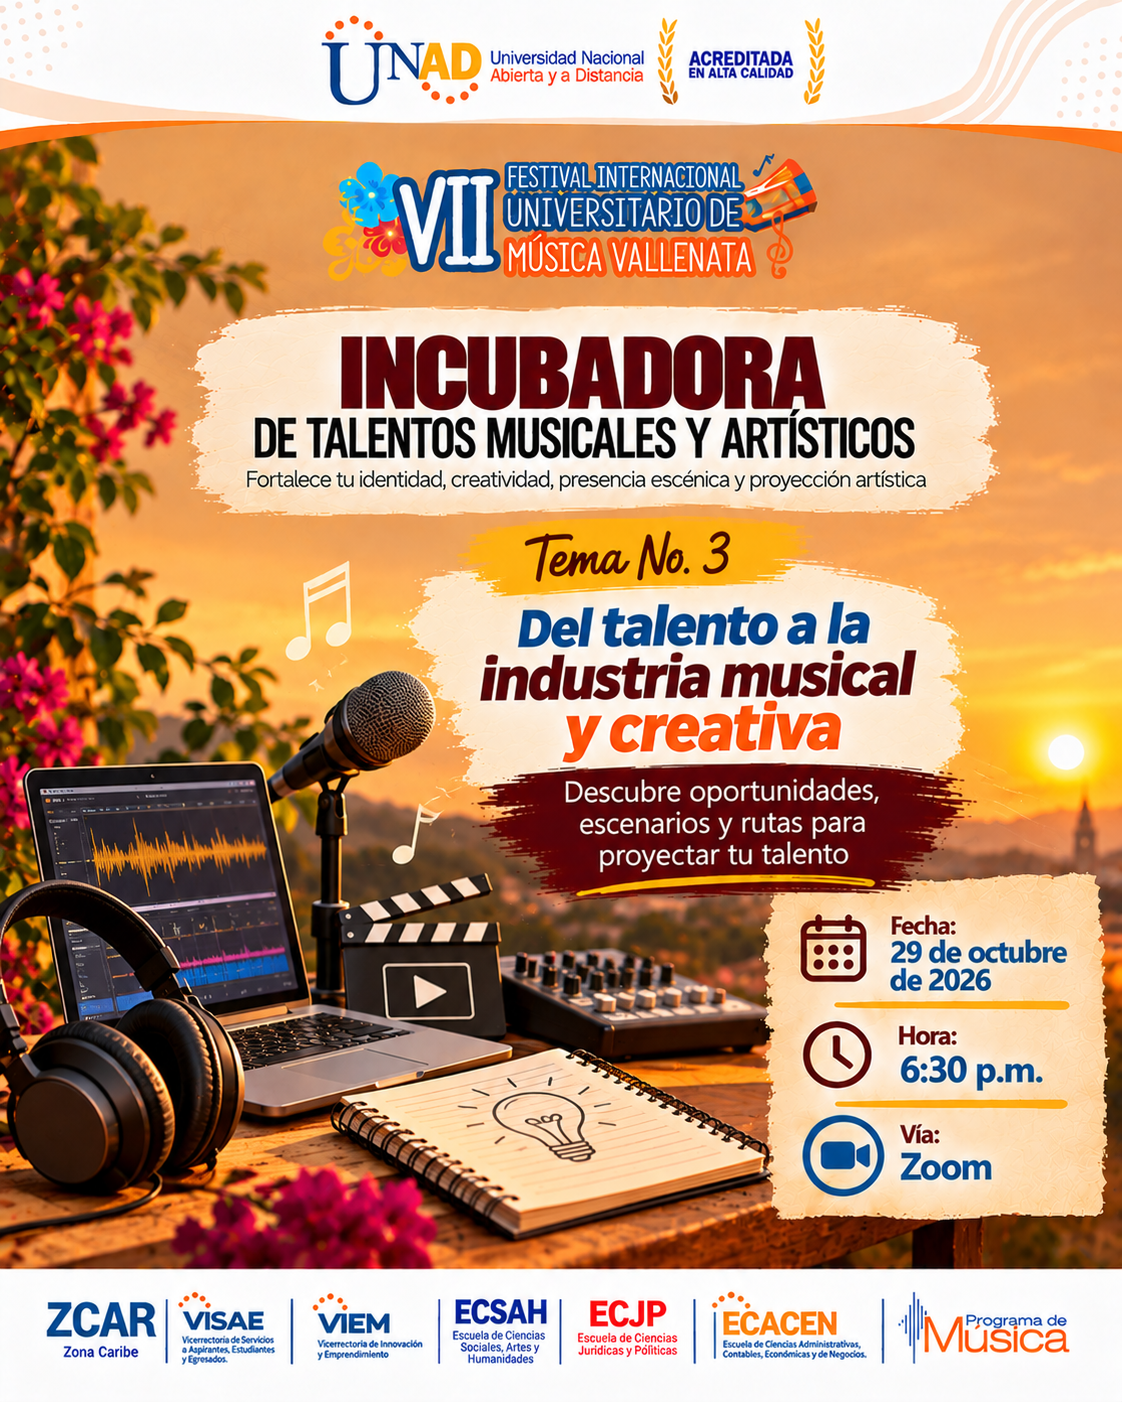 UNAD
Universidad Nacional
Abierta y a Distancia
ACREDITADA
EN ALTA CALIDAD
VII
FESTIVAL INTERNACIONAL
UNIVERSITARIO DE
MÚSICA VALLENATA
INCUBADORA
DE TALENTOS MUSICALES Y ARTÍSTICOS
Fortalece tu identidad, creatividad, presencia escénica y proyección artística
Tema No. 3
Del talento a la
industria musical
y creativa
Descubre oportunidades,
escenarios y rutas para
proyectar tu talento
Fecha:
29 de octubre
de 2026
Hora:
6:30 p.m.
Vía:
Zoom
ZCAR
Zona Caribe
VISAE
Vicerrectoría de Servicios
a Aspirantes, Estudiantes
y Egresados.
VIEM
Vicerrectoría de Innovación
y Emprendimiento
ECSAH
Escuela de Ciencias
Sociales, Artes y
Humanidades
ECJP
Escuela de Ciencias
Jurídicas y Políticas
ECACEN
Escuela de Ciencias Administrativas,
Contables, Económicas y de Negocios.
Programa de
Música